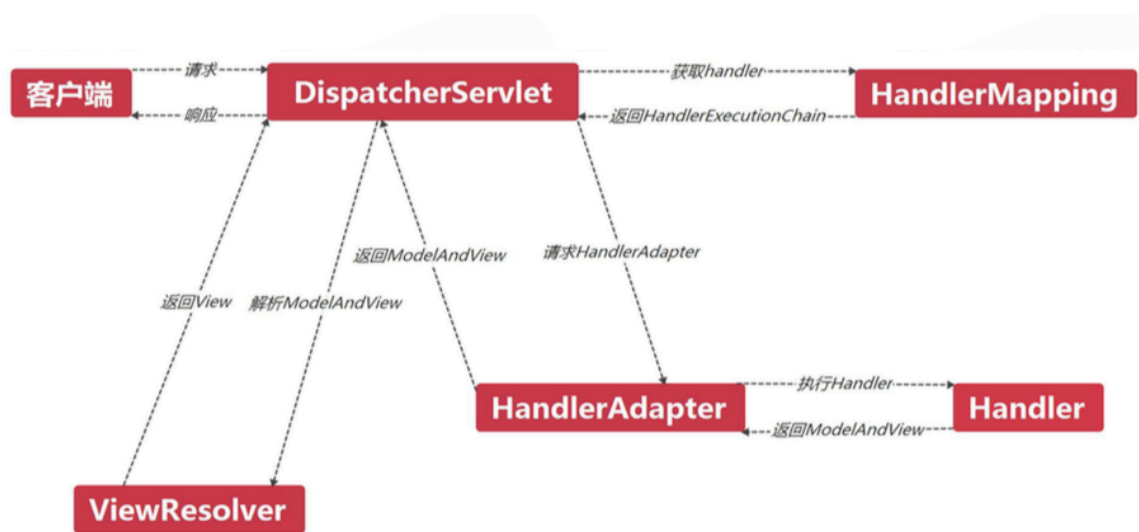 请求
客户端
DispatcherServlet
获取handler
HandlerMapping
响应
返回HandlerExecutionChain
返回ModelAndView
请求HandlerAdapter
返回View
解析ModelAndView
执行Handler
HandlerAdapter
Handler
返回ModelAndView
ViewResolver